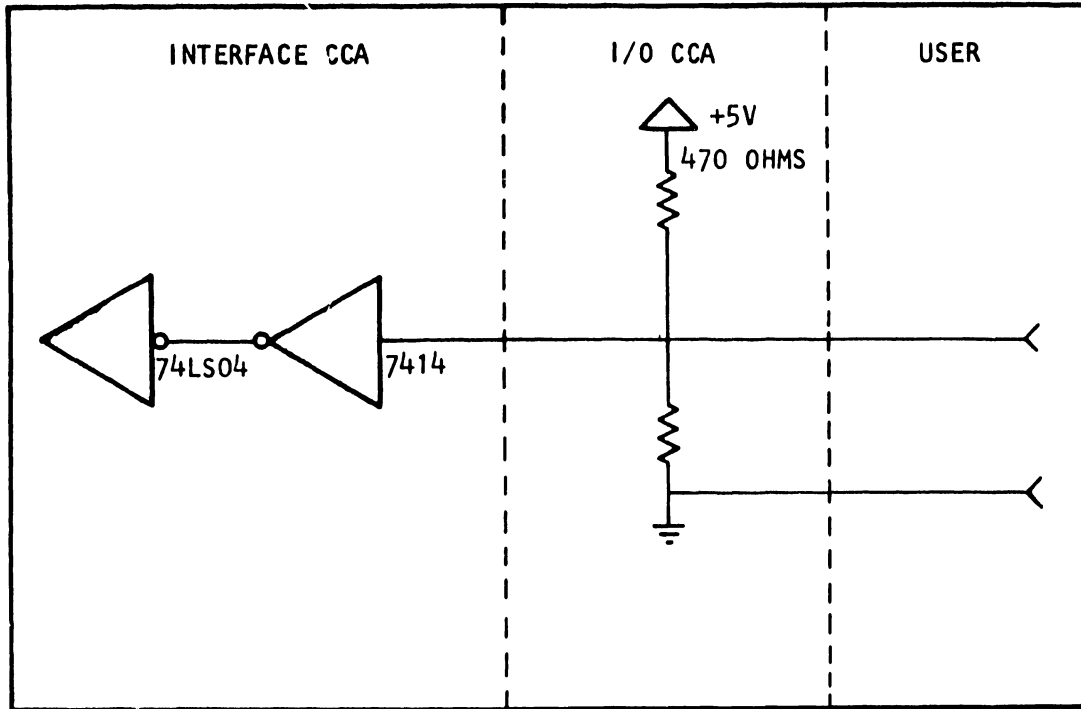 INTERFACE CCA
I/O CCA
USER
+5V
470 OHMS
74LS04
7414